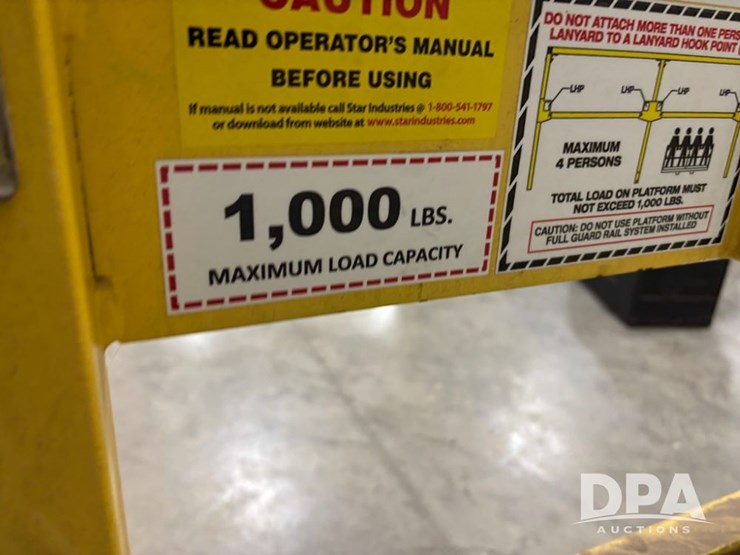 CAUTION
READ OPERATOR'S MANUAL
BEFORE USING
If manual is not available call Star Industries @ 1-800-541-1797
or download from website at www.starindustries.com
1,000 LBS.
MAXIMUM LOAD CAPACITY
DO NOT ATTACH MORE THAN ONE PERS
LANYARD TO A LANYARD HOOK POINT
LHP LHP LHP LHP
MAXIMUM
4 PERSONS
TOTAL LOAD ON PLATFORM MUST
NOT EXCEED 1,000 LBS.
CAUTION: DO NOT USE PLATFORM WITHOUT
FULL GUARD RAIL SYSTEM INSTALLED
DPA
AUCTIONS